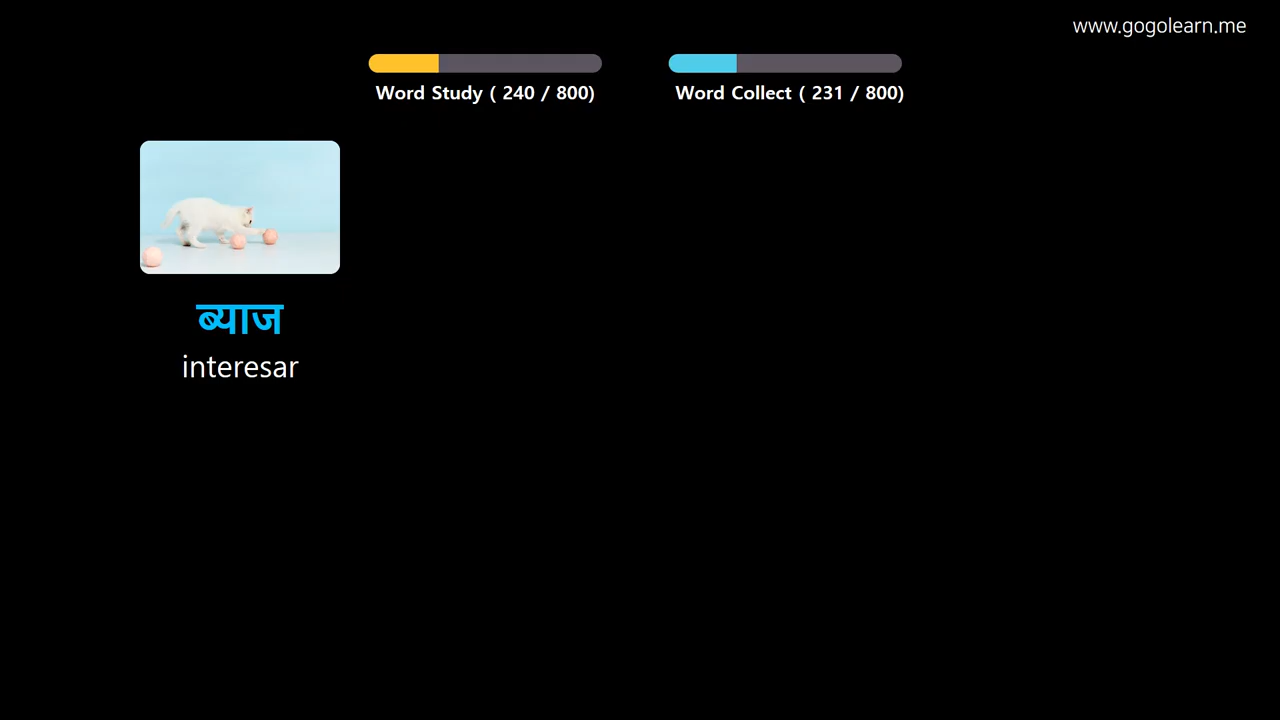 www.gogolearn.me
Word Study ( 240 / 800)
Word Collect ( 231 / 800)
ब्याज
interesar